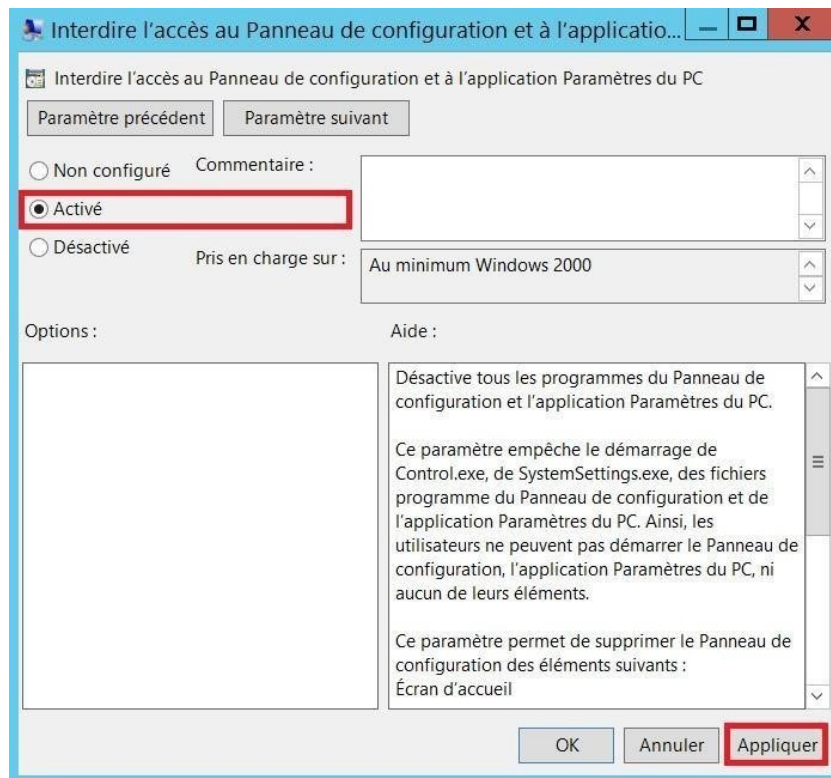 Interdire l'accès au Panneau de configuration et à l'applicatio...
Interdire l'accès au Panneau de configuration et à l'application Paramètres du PC
Paramètre précédent
Paramètre suivant
Non configuré
Commentaire :
Activé
Désactivé
Pris en charge sur :
Au minimum Windows 2000
Options :
Aide :
Désactive tous les programmes du Panneau de
configuration et l'application Paramètres du PC.
Ce paramètre empêche le démarrage de
Control.exe, de SystemSettings.exe, des fichiers
programme du Panneau de configuration et de
l'application Paramètres du PC. Ainsi, les
utilisateurs ne peuvent pas démarrer le Panneau de
configuration, l'application Paramètres du PC, ni
aucun de leurs éléments.
Ce paramètre permet de supprimer le Panneau de
configuration des éléments suivants :
Écran d'accueil
OK
Annuler
Appliquer